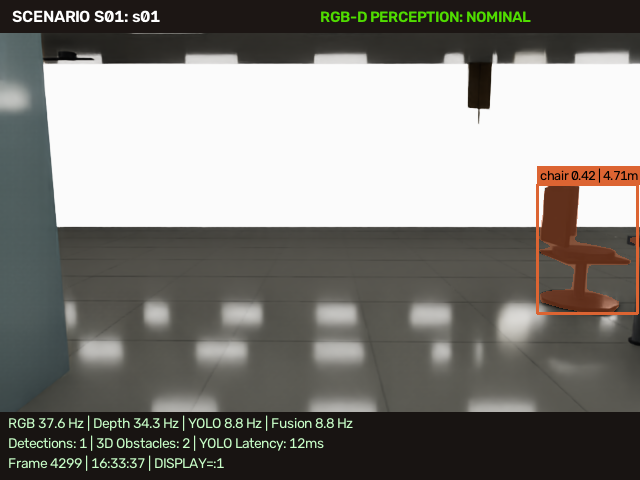 SCENARIO S01: s01
RGB-D PERCEPTION: NOMINAL
chair 0.42 | 4.71m
RGB 37.6 Hz | Depth 34.3 Hz | YOLO 8.8 Hz | Fusion 8.8 Hz
Detections: 1 | 3D Obstacles: 2 | YOLO Latency: 12ms
Frame 4299 | 16:33:37 | DISPLAY=:1